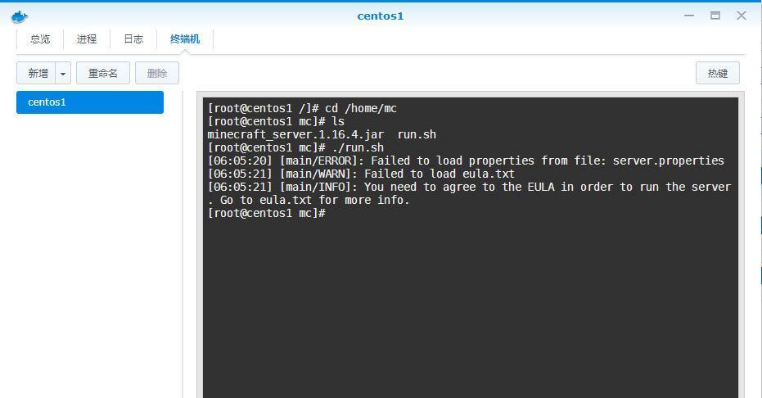 centos1
总览 进程 日志 终端机
新增 重命名 删除 热键
centos1
[root@centos1 /]# cd /home/mc
[root@centos1 mc]# ls
minecraft_server.1.16.4.jar  run.sh
[root@centos1 mc]# ./run.sh
[06:05:20] [main/ERROR]: Failed to load properties from file: server.properties
[06:05:21] [main/WARN]: Failed to load eula.txt
[06:05:21] [main/INFO]: You need to agree to the EULA in order to run the server
. Go to eula.txt for more info.
[root@centos1 mc]#